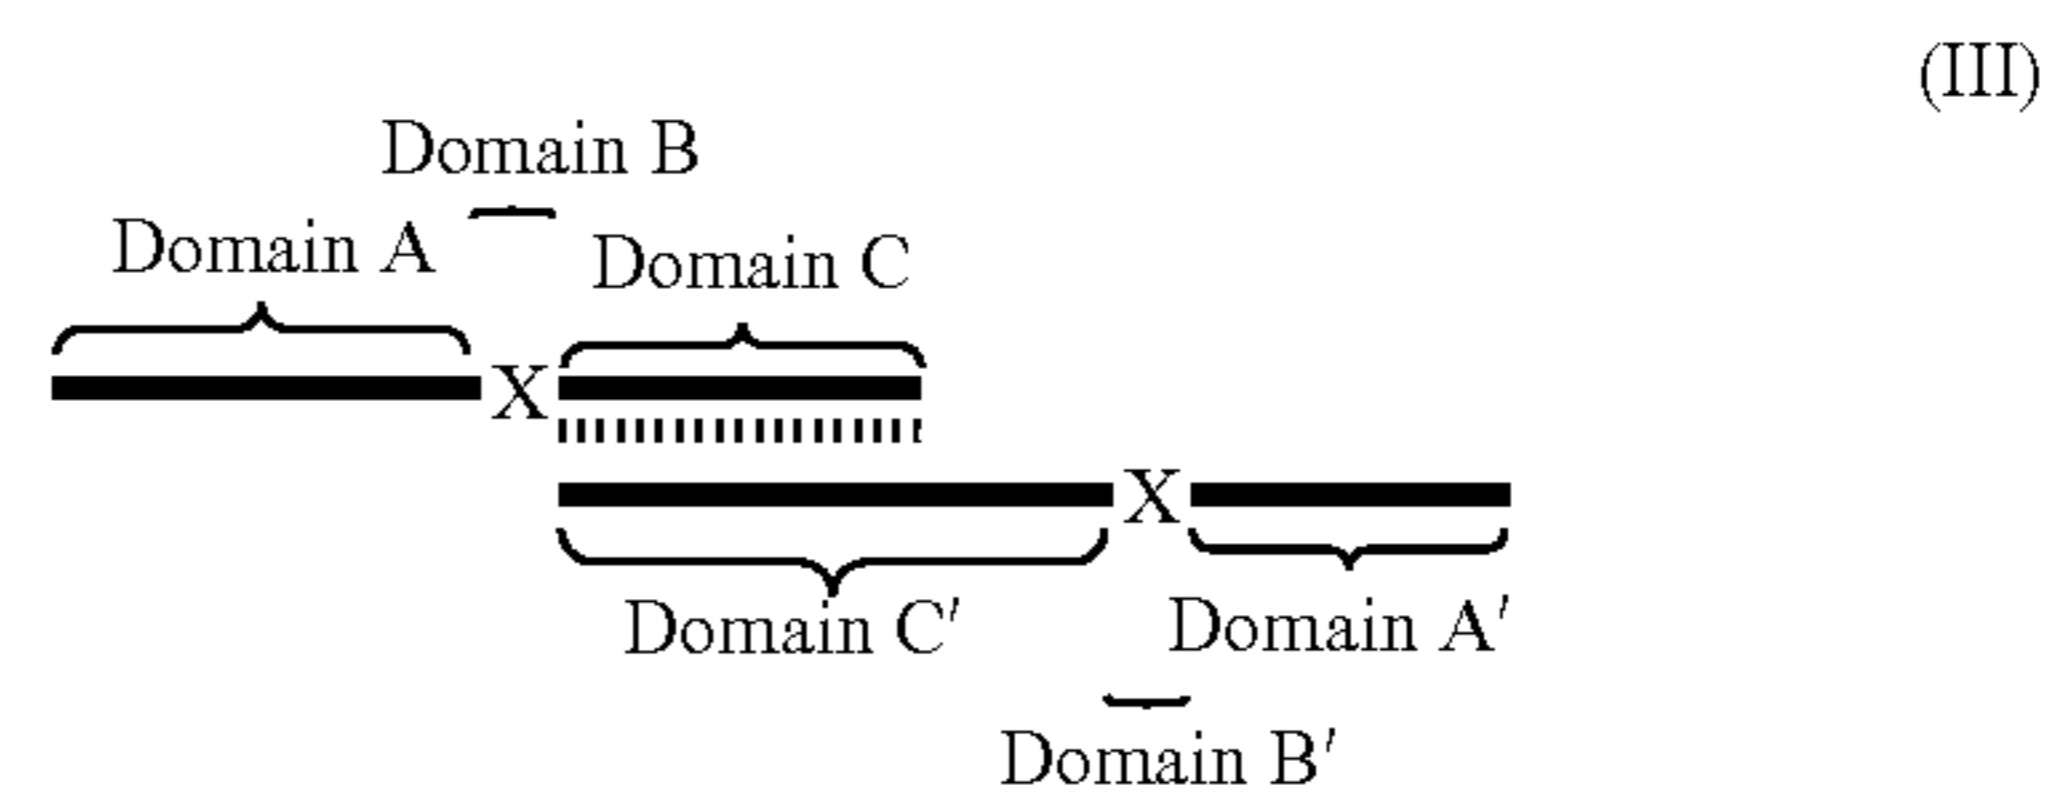 (III)
Domain B
Domain A
Domain C
X
X
Domain C′
Domain A′
Domain B′